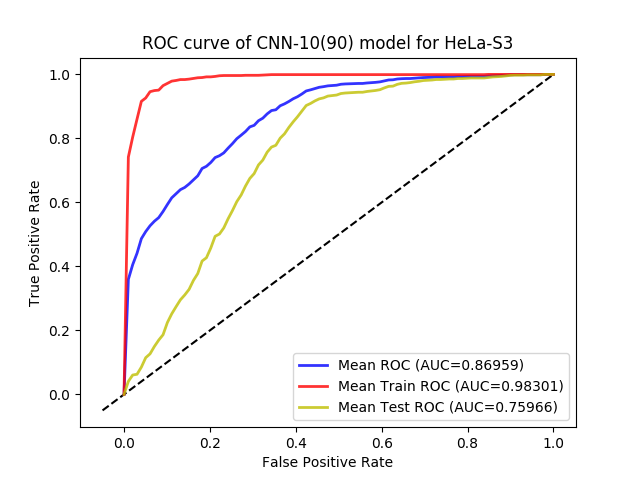 ROC curve of CNN-10(90) model for HeLa-S3
True Positive Rate
1.0
0.8
0.6
0.4
0.2
0.0
Mean ROC (AUC=0.86959)
Mean Train ROC (AUC=0.98301)
Mean Test ROC (AUC=0.75966)
0.0 0.2 0.4 0.6 0.8 1.0
False Positive Rate